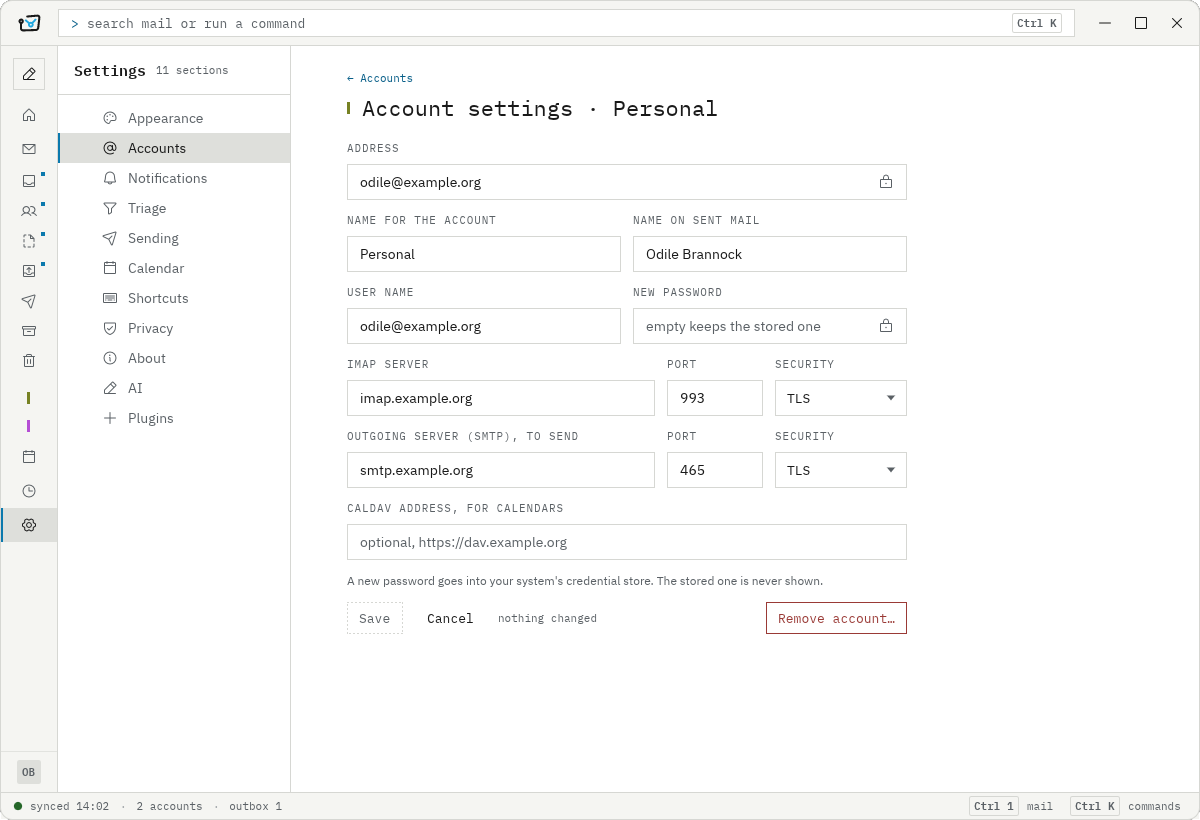 > search mail or run a command Ctrl K
Settings 11 sections
Appearance
Accounts
Notifications
Triage
Sending
Calendar
Shortcuts
Privacy
About
AI
Plugins
← Accounts
Account settings · Personal
ADDRESS
odile@example.org
NAME FOR THE ACCOUNT NAME ON SENT MAIL
Personal Odile Brannock
USER NAME NEW PASSWORD
odile@example.org empty keeps the stored one
IMAP SERVER PORT SECURITY
imap.example.org 993 TLS
OUTGOING SERVER (SMTP), TO SEND PORT SECURITY
smtp.example.org 465 TLS
CALDAV ADDRESS, FOR CALENDARS
optional, https://dav.example.org
A new password goes into your system's credential store. The stored one is never shown.
Save Cancel nothing changed Remove account…
OB
synced 14:02 · 2 accounts · outbox 1 Ctrl 1 mail Ctrl K commands